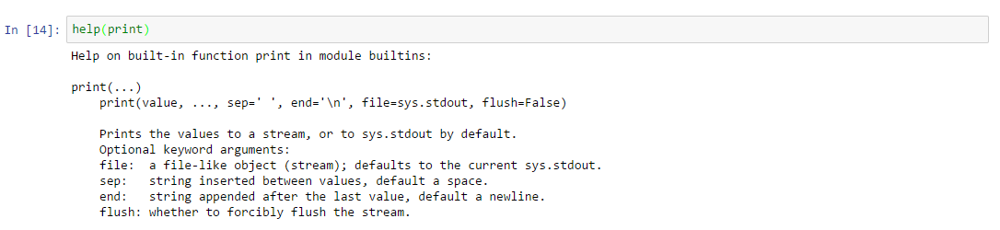 In [14]: help(print)
Help on built-in function print in module builtins:
print(...)
print(value, ..., sep=' ', end='\n', file=sys.stdout, flush=False)
Prints the values to a stream, or to sys.stdout by default.
Optional keyword arguments:
file:  a file-like object (stream); defaults to the current sys.stdout.
sep:   string inserted between values, default a space.
end:   string appended after the last value, default a newline.
flush: whether to forcibly flush the stream.